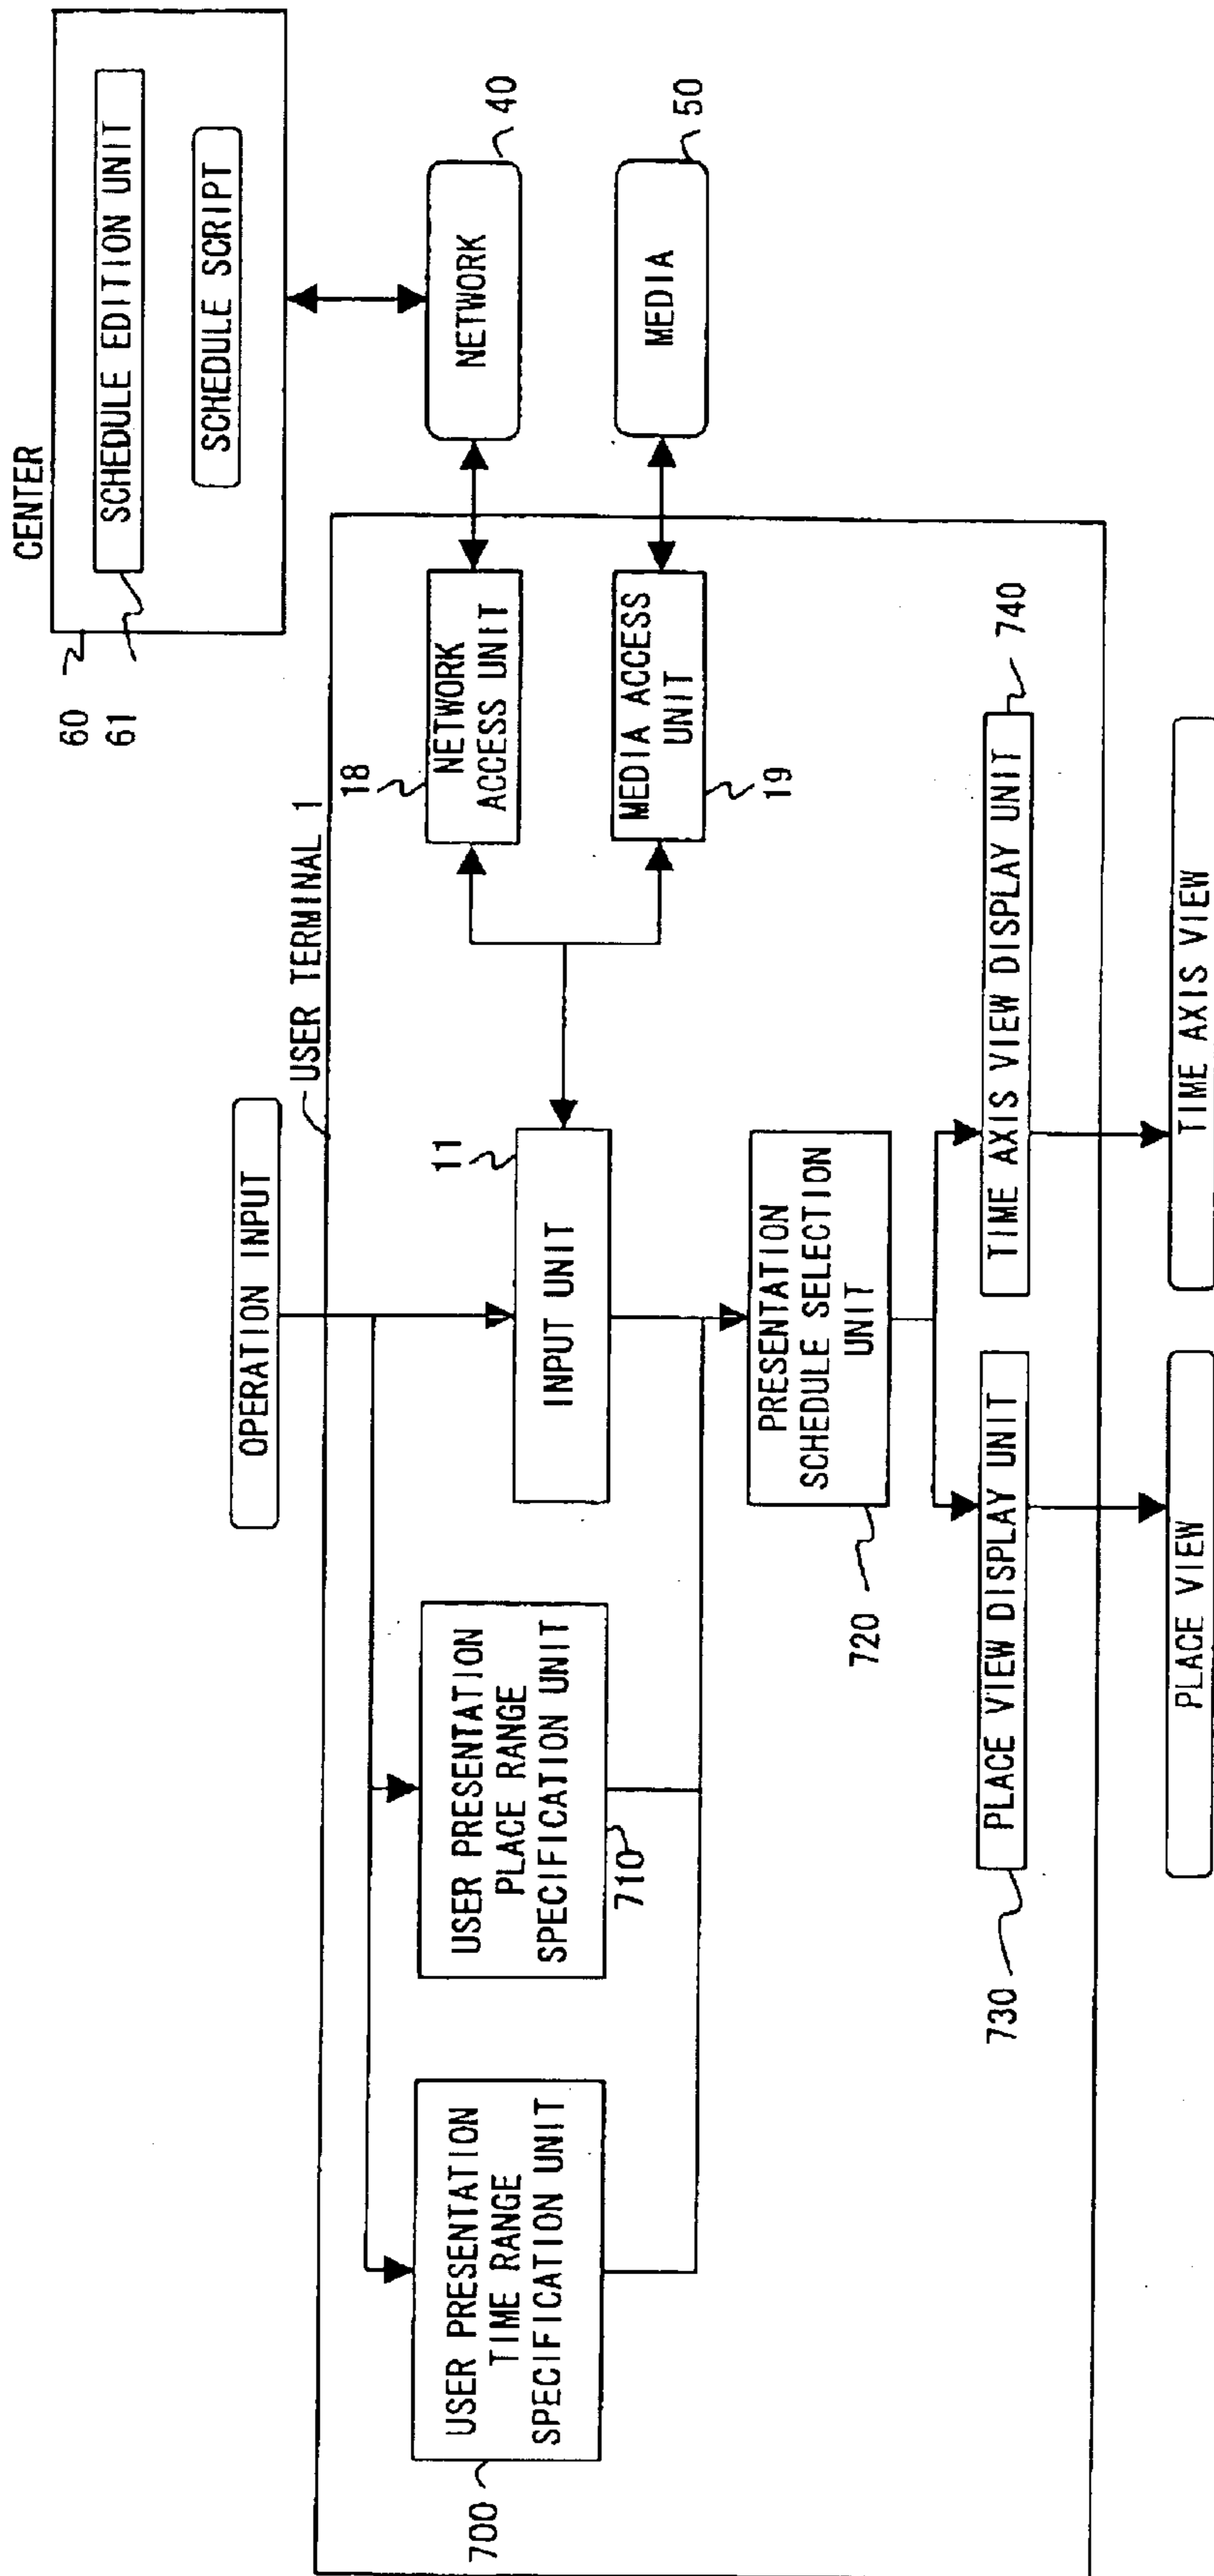 CENTER
60
61
SCHEDULE EDITION UNIT
SCHEDULE SCRIPT
OPERATION INPUT
USER TERMINAL 1
NETWORK
40
MEDIA
50
18
NETWORK
ACCESS UNIT
MEDIA ACCESS
UNIT
19
11
INPUT UNIT
USER PRESENTATION
PLACE RANGE
SPECIFICATION UNIT
710
USER PRESENTATION
TIME RANGE
SPECIFICATION UNIT
700
PRESENTATION
SCHEDULE SELECTION
UNIT
720
PLACE VIEW DISPLAY UNIT
730
TIME AXIS VIEW DISPLAY UNIT
740
PLACE VIEW
TIME AXIS VIEW